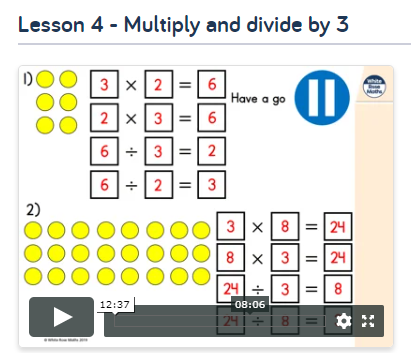 Lesson 4 - Multiply and divide by 3
1)
3 × 2 = 6
Have a go
White Rose Maths
2 × 3 = 6
6 ÷ 3 = 2
6 ÷ 2 = 3
2)
3 × 8 = 24
8 × 3 = 24
24 ÷ 3 = 8
12:37
08:06
24 ÷ 8 =
© White Rose Maths 2019